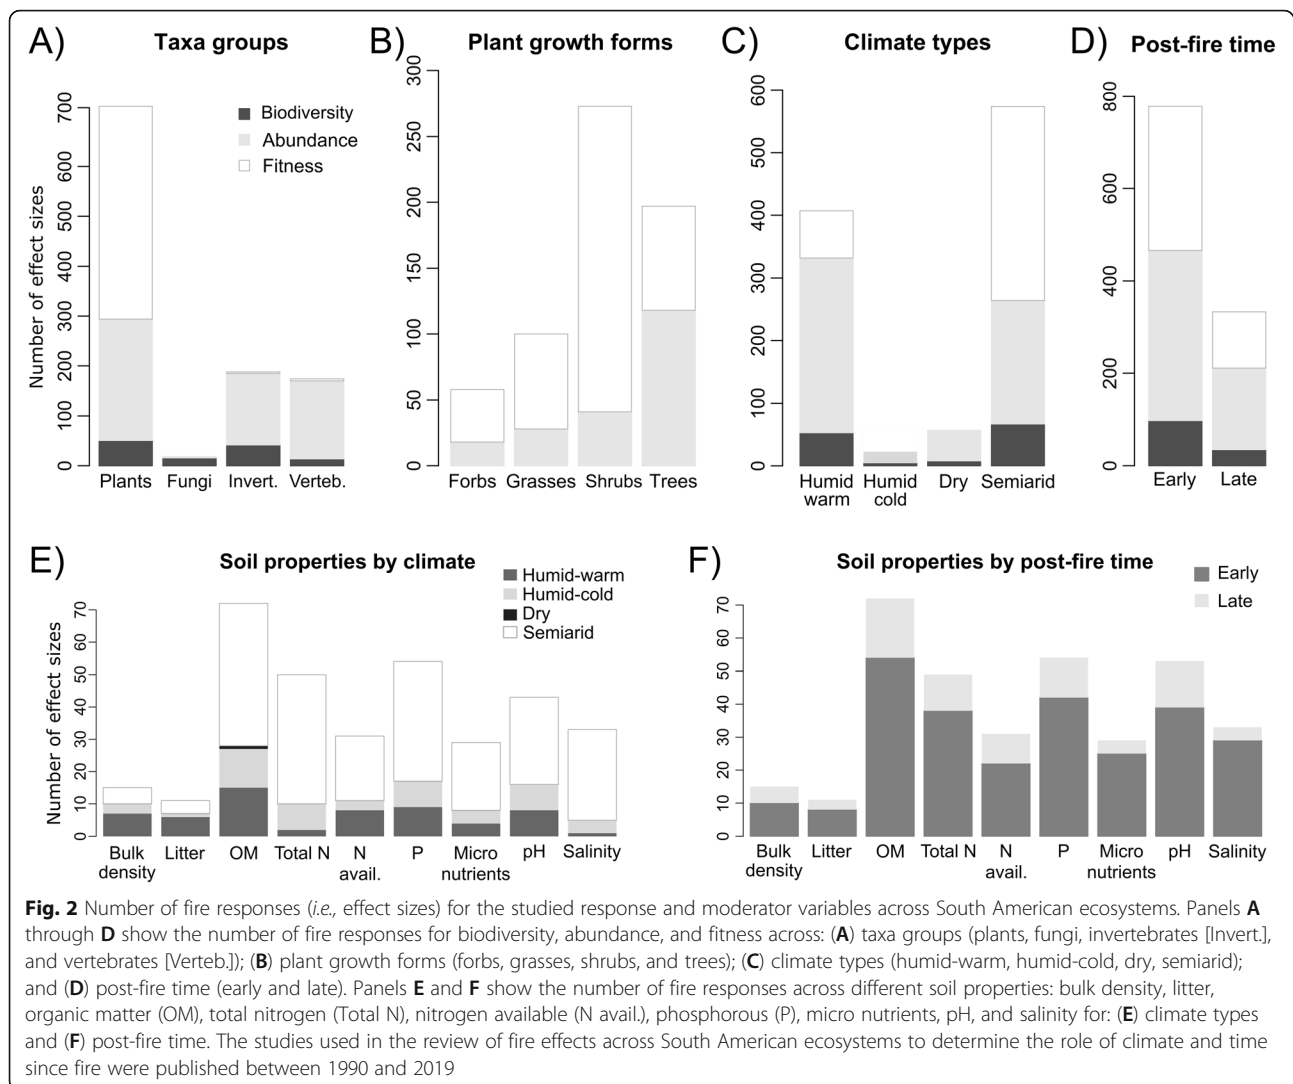 A) Taxa groups
Number of effect sizes
0 100 200 300 400 500 600 700
Biodiversity
Abundance
Fitness
Plants Fungi Invert. Verteb.
B) Plant growth forms
0 50 100 150 200 250 300
Forbs Grasses Shrubs Trees
C) Climate types
0 100 200 300 400 500 600
Humid warm Humid cold Dry Semiarid
D) Post-fire time
0 200 400 600 800
Early Late
E) Soil properties by climate
Number of effect sizes
0 10 20 30 40 50 60 70
Humid-warm
Humid-cold
Dry
Semiarid
Bulk density Litter OM Total N N avail. P Micro nutrients pH Salinity
F) Soil properties by post-fire time
0 10 20 30 40 50 60 70
Early
Late
Bulk density Litter OM Total N N avail. P Micro nutrients pH Salinity
Fig. 2 Number of fire responses (i.e., effect sizes) for the studied response and moderator variables across South American ecosystems. Panels A
through D show the number of fire responses for biodiversity, abundance, and fitness across: (A) taxa groups (plants, fungi, invertebrates [Invert.],
and vertebrates [Verteb.]); (B) plant growth forms (forbs, grasses, shrubs, and trees); (C) climate types (humid-warm, humid-cold, dry, semiarid);
and (D) post-fire time (early and late). Panels E and F show the number of fire responses across different soil properties: bulk density, litter,
organic matter (OM), total nitrogen (Total N), nitrogen available (N avail.), phosphorous (P), micro nutrients, pH, and salinity for: (E) climate types
and (F) post-fire time. The studies used in the review of fire effects across South American ecosystems to determine the role of climate and time
since fire were published between 1990 and 2019